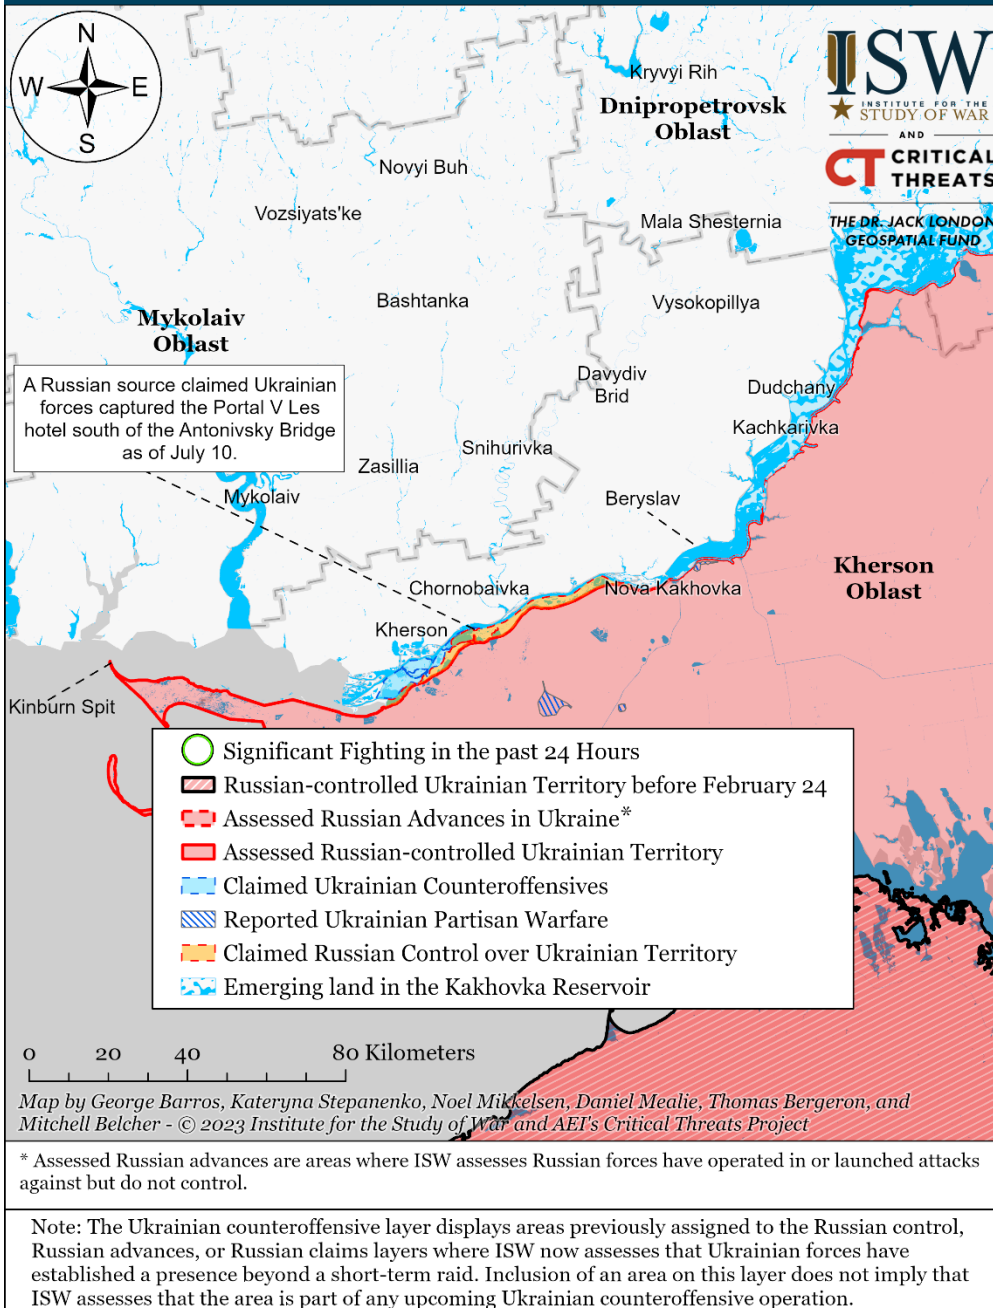 N
W
E
S
ISW
INSTITUTE FOR THE
STUDY OF WAR
AND
CT CRITICAL
THREATS
THE DR. JACK LONDON
GEOSPATIAL FUND
Kryvyi Rih
Dnipropetrovsk
Oblast
Novyi Buh
Vozsiyats'ke
Mala Shesternia
Bashtanka
Vysokopillya
Mykolaiv
Oblast
A Russian source claimed Ukrainian
forces captured the Portal V Les
hotel south of the Antonivsky Bridge
as of July 10.
Davydiv
Brid
Dudchany
Kachkarivka
Snihurivka
Zasillia
Mykolaiv
Beryslav
Kherson
Oblast
Chornobaivka
Nova Kakhovka
Kherson
Kinburn Spit
Significant Fighting in the past 24 Hours
Russian-controlled Ukrainian Territory before February 24
Assessed Russian Advances in Ukraine*
Assessed Russian-controlled Ukrainian Territory
Claimed Ukrainian Counteroffensives
Reported Ukrainian Partisan Warfare
Claimed Russian Control over Ukrainian Territory
Emerging land in the Kakhovka Reservoir
0 20 40 80 Kilometers
Map by George Barros, Kateryna Stepanenko, Noel Mikkelsen, Daniel Mealie, Thomas Bergeron, and
Mitchell Belcher - © 2023 Institute for the Study of War and AEI's Critical Threats Project
* Assessed Russian advances are areas where ISW assesses Russian forces have operated in or launched attacks
against but do not control.
Note: The Ukrainian counteroffensive layer displays areas previously assigned to the Russian control,
Russian advances, or Russian claims layers where ISW now assesses that Ukrainian forces have
established a presence beyond a short-term raid. Inclusion of an area on this layer does not imply that
ISW assesses that the area is part of any upcoming Ukrainian counteroffensive operation.